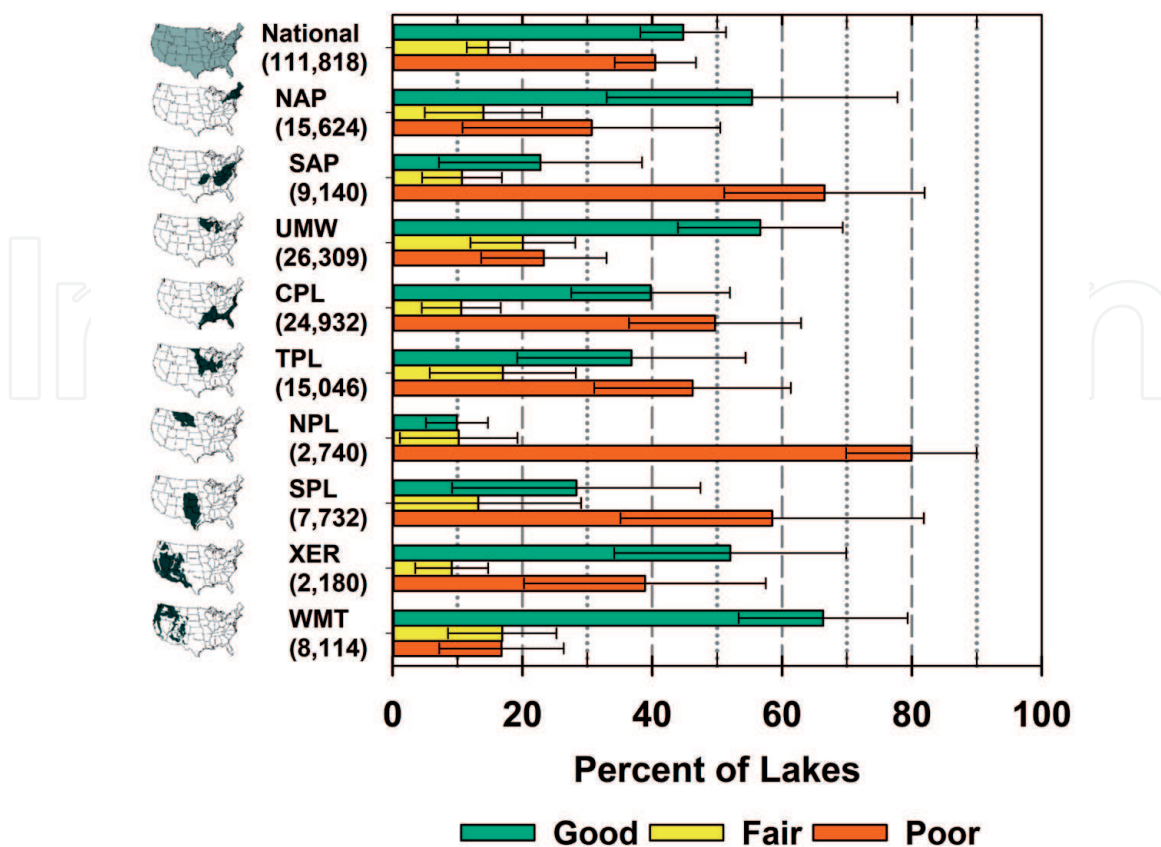 National
(111,818)
NAP
(15,624)
SAP
(9,140)
UMW
(26,309)
CPL
(24,932)
TPL
(15,046)
NPL
(2,740)
SPL
(7,732)
XER
(2,180)
WMT
(8,114)
0 20 40 60 80 100
Percent of Lakes
Good Fair Poor